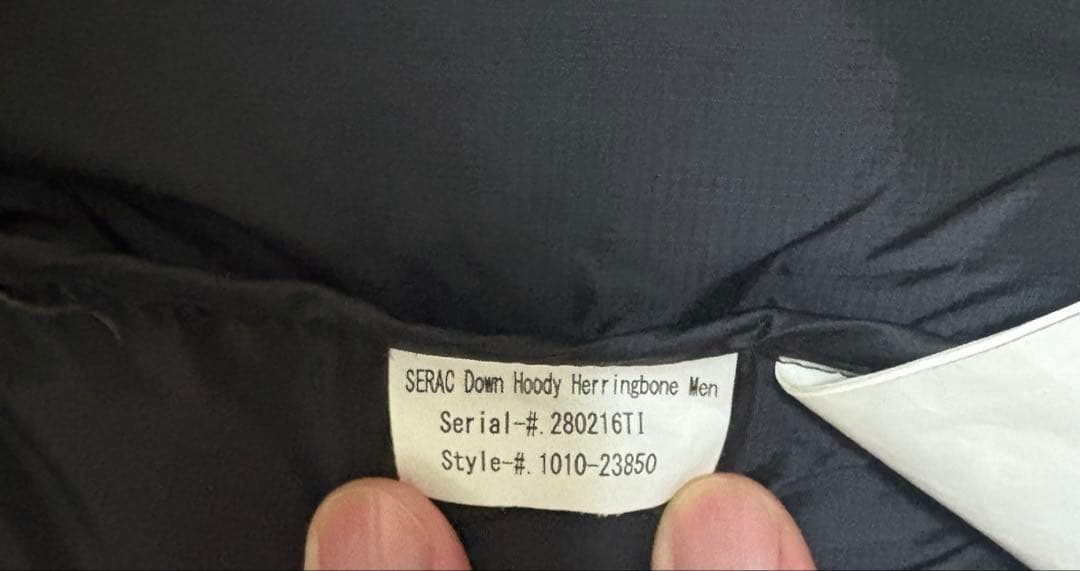 SERAC Down Hoody Herringbone Men
Serial-#. 280216TI
Style-#. 1010-23850